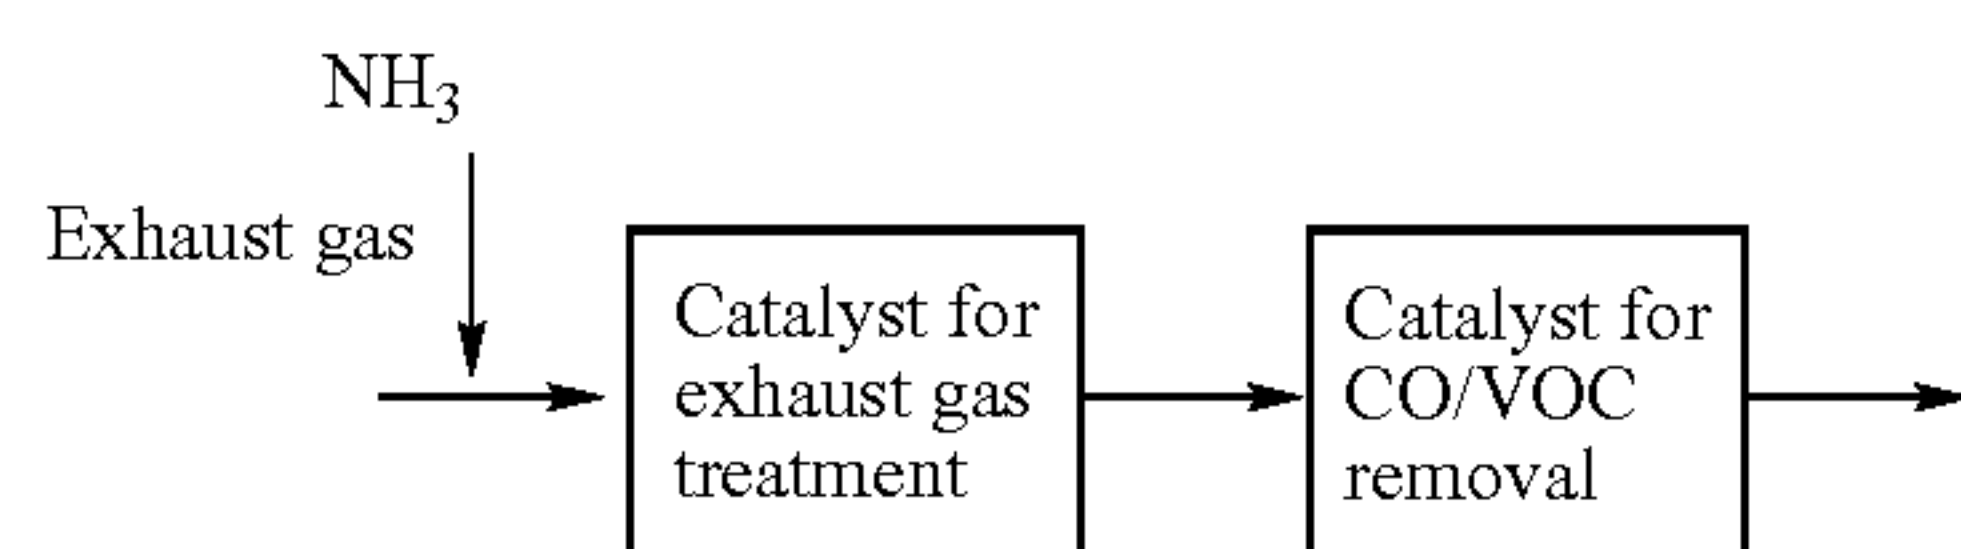 NH₃
Exhaust gas
Catalyst for
exhaust gas
treatment
Catalyst for
CO/VOC
removal